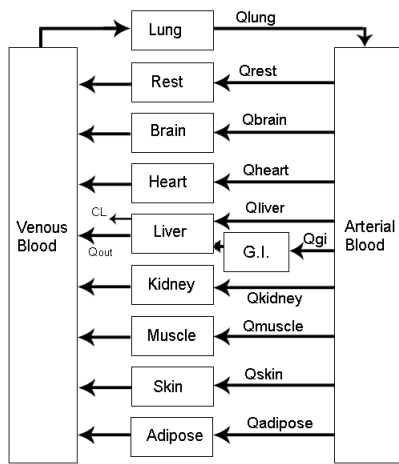 Lung
Qlung
Rest
Qrest
Brain
Qbrain
Heart
Qheart
Venous
Blood
CL
Qout
Liver
Qliver
G.I.
Qgi
Arterial
Blood
Kidney
Qkidney
Muscle
Qmuscle
Skin
Qskin
Adipose
Qadipose